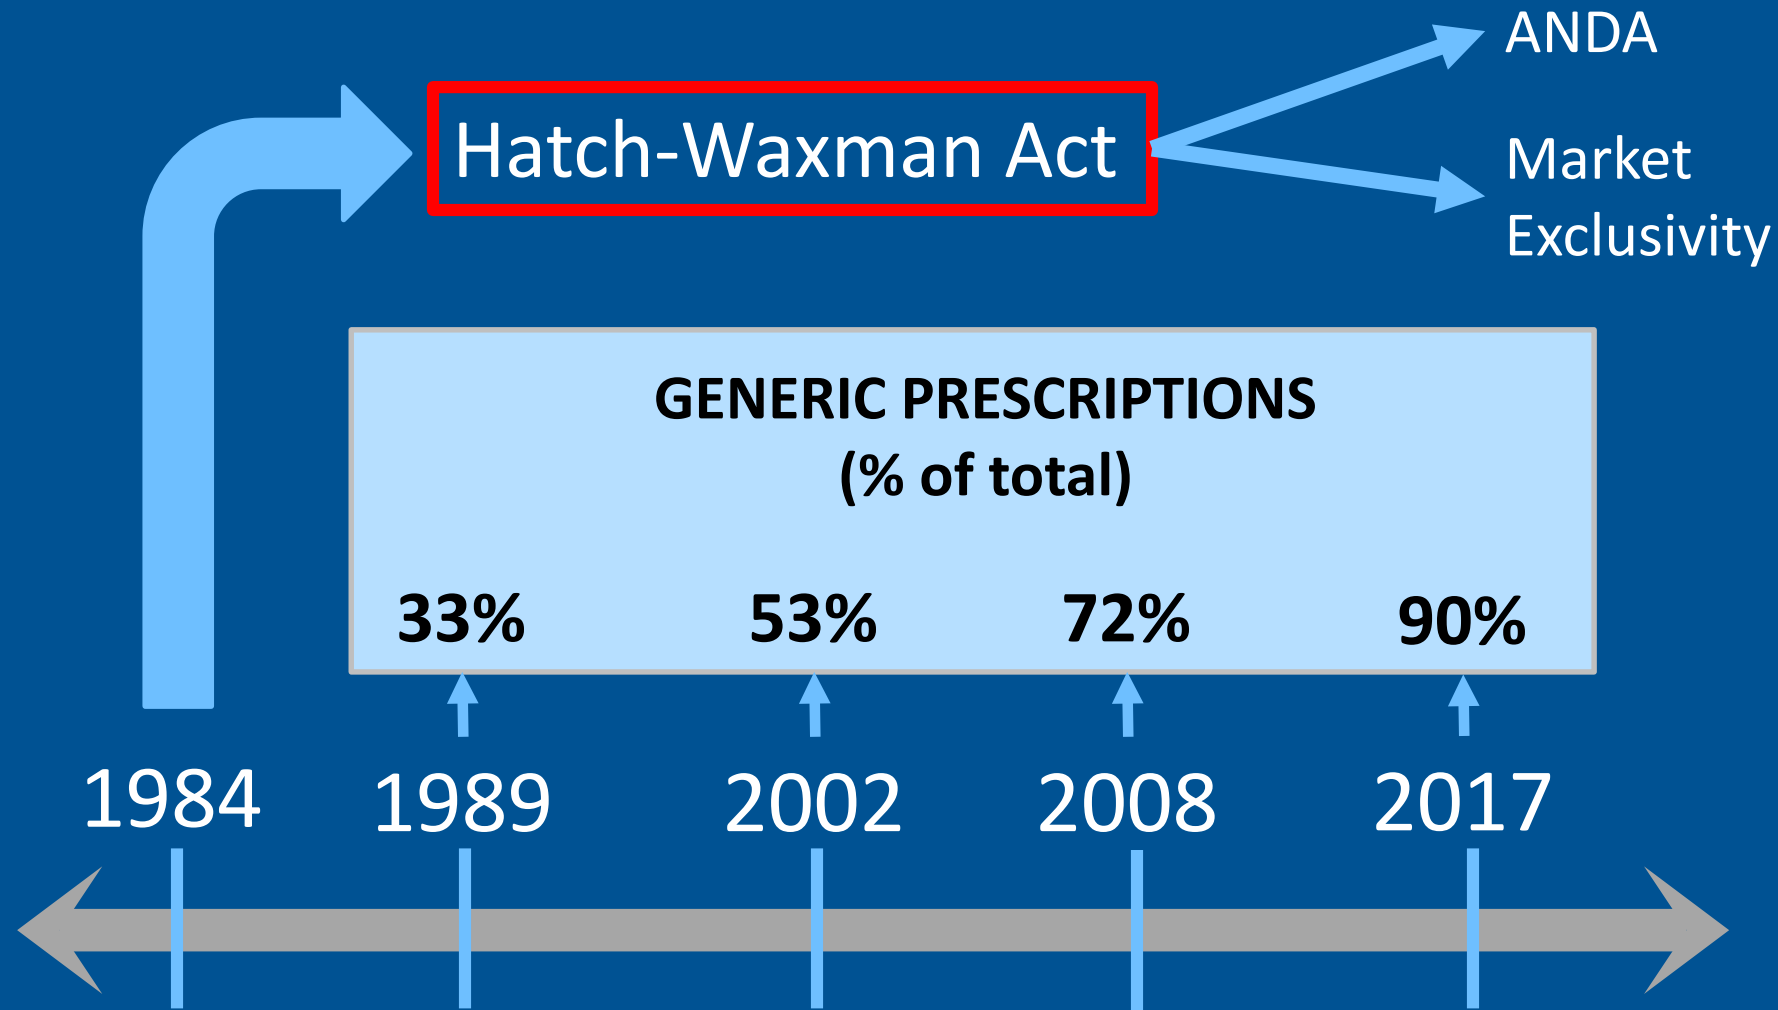 ANDA
Hatch-Waxman Act
Market
Exclusivity
GENERIC PRESCRIPTIONS
(% of total)
33% 53% 72% 90%
1984 1989 2002 2008 2017